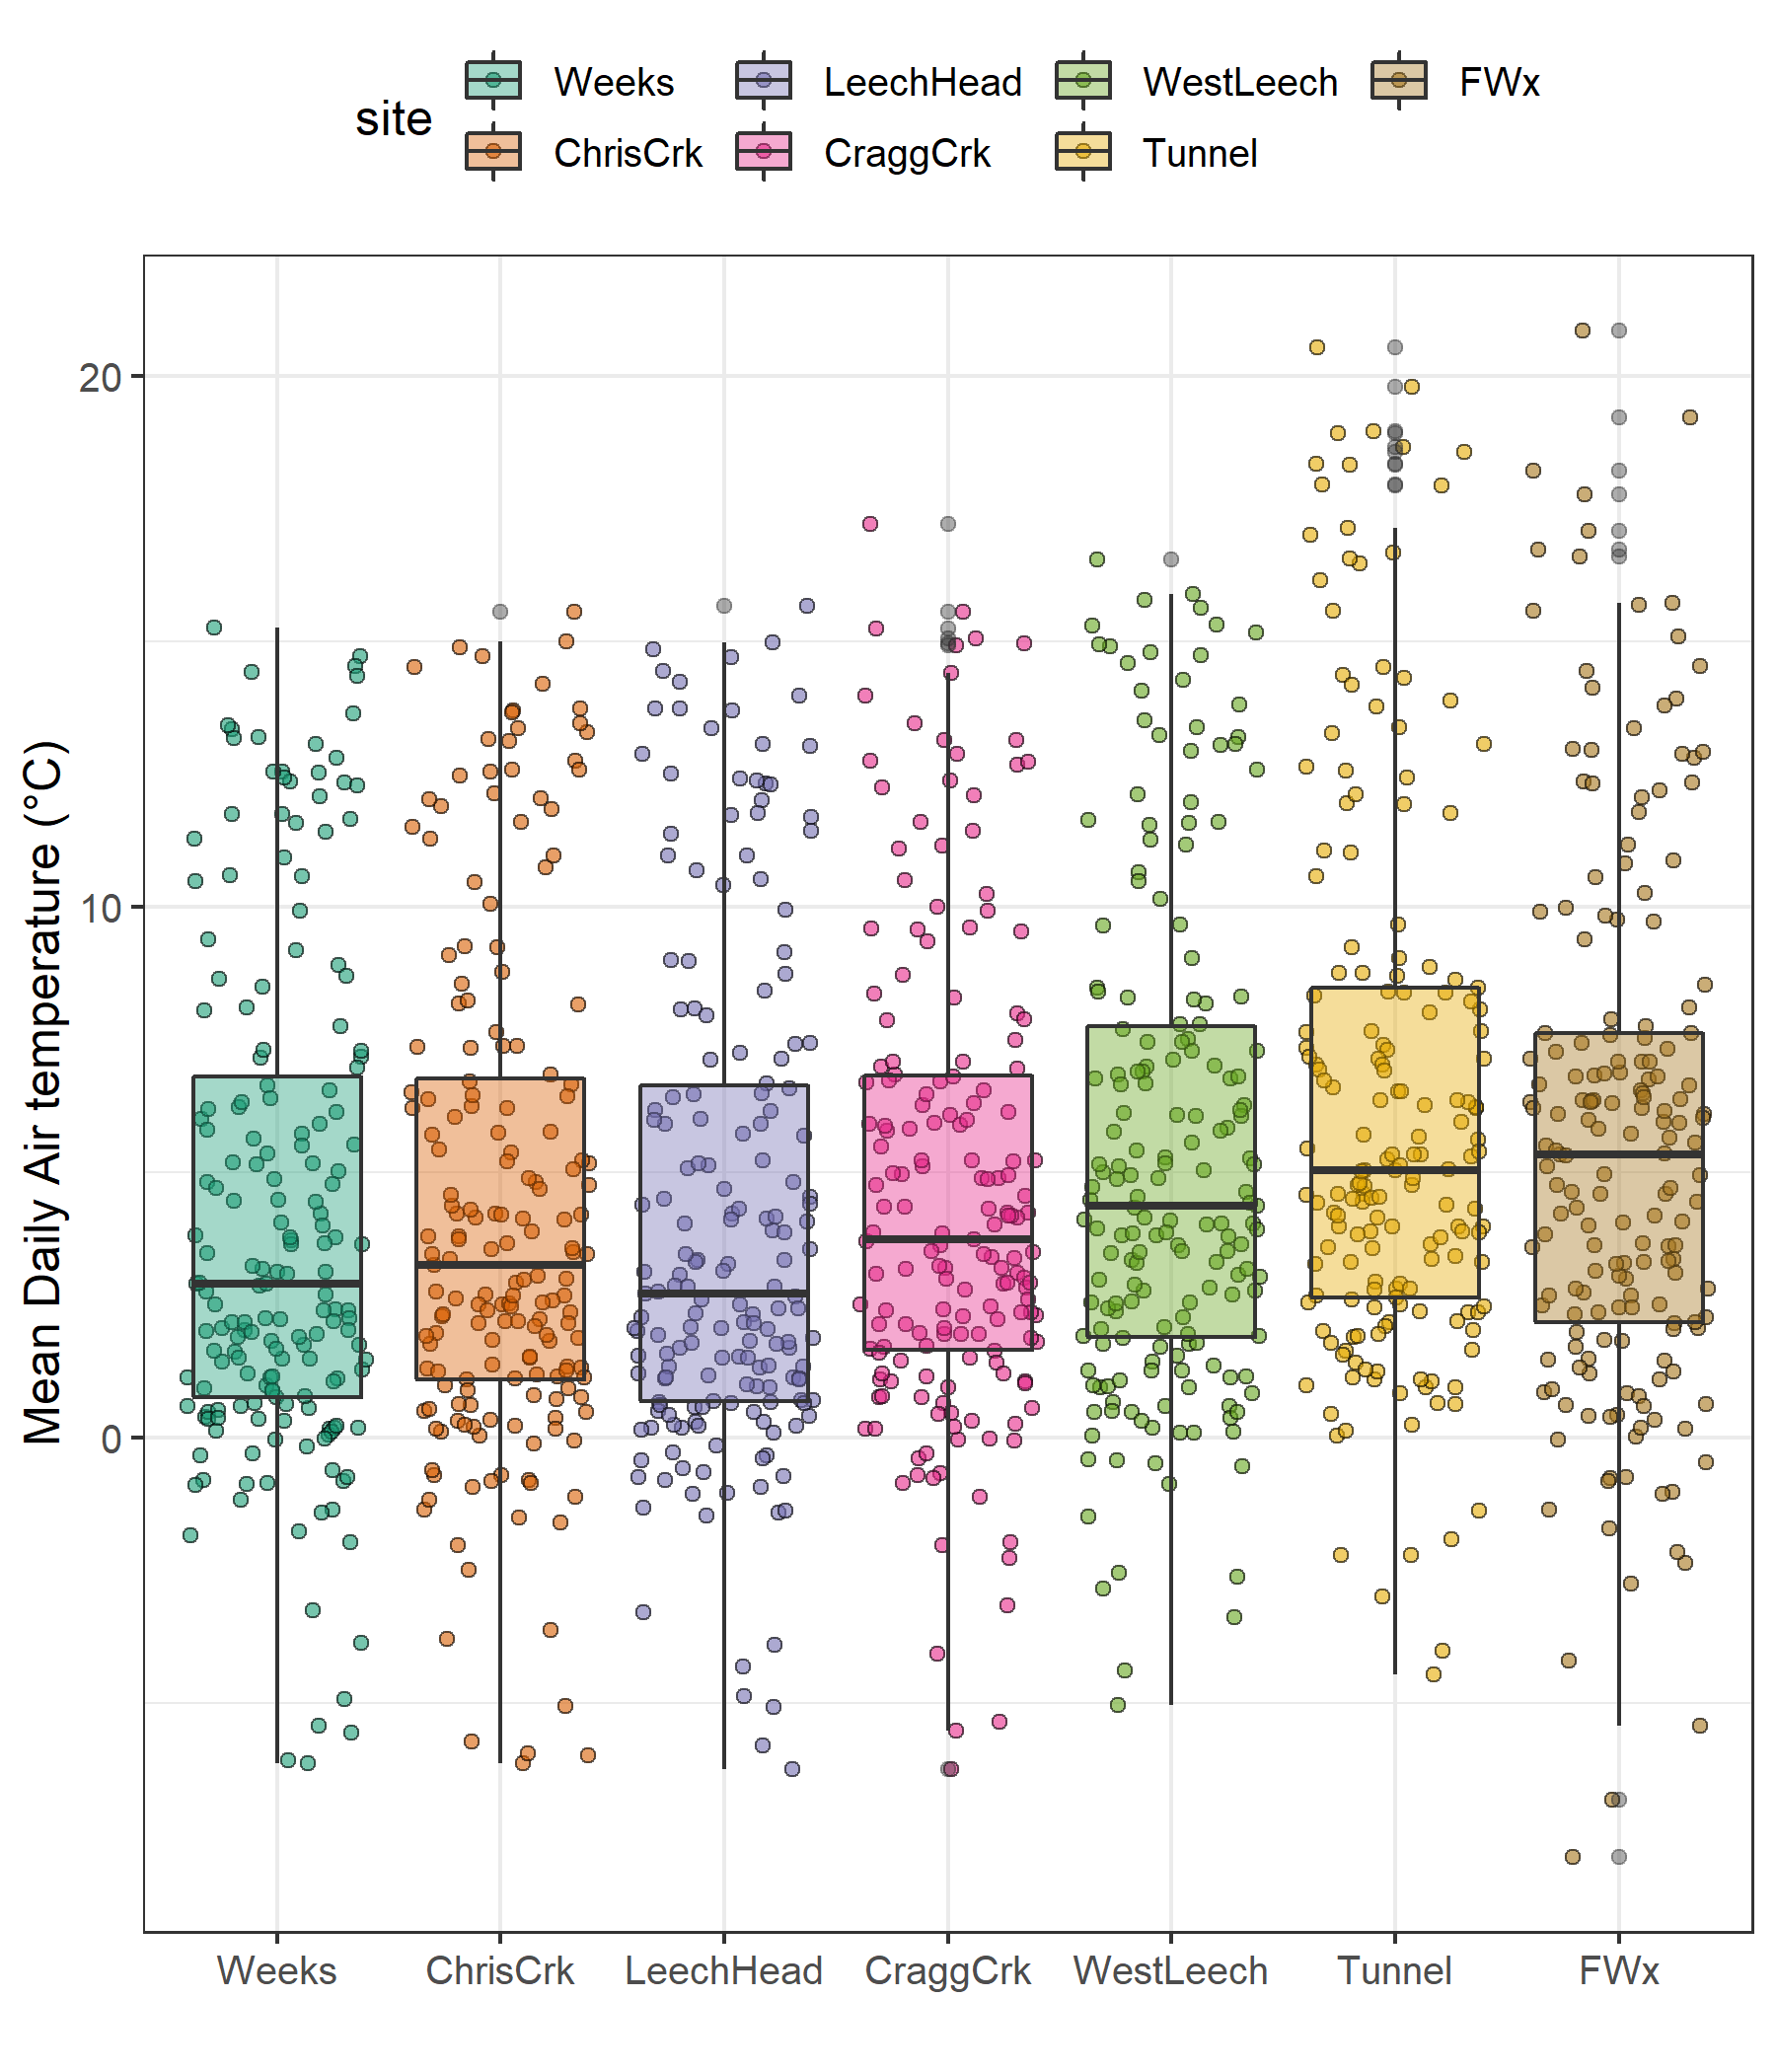 site
Weeks LeechHead WestLeech FWx
ChrisCrk CraggCrk Tunnel
Mean Daily Air temperature (°C)
20
10
0
Weeks ChrisCrk LeechHead CraggCrk WestLeech Tunnel FWx